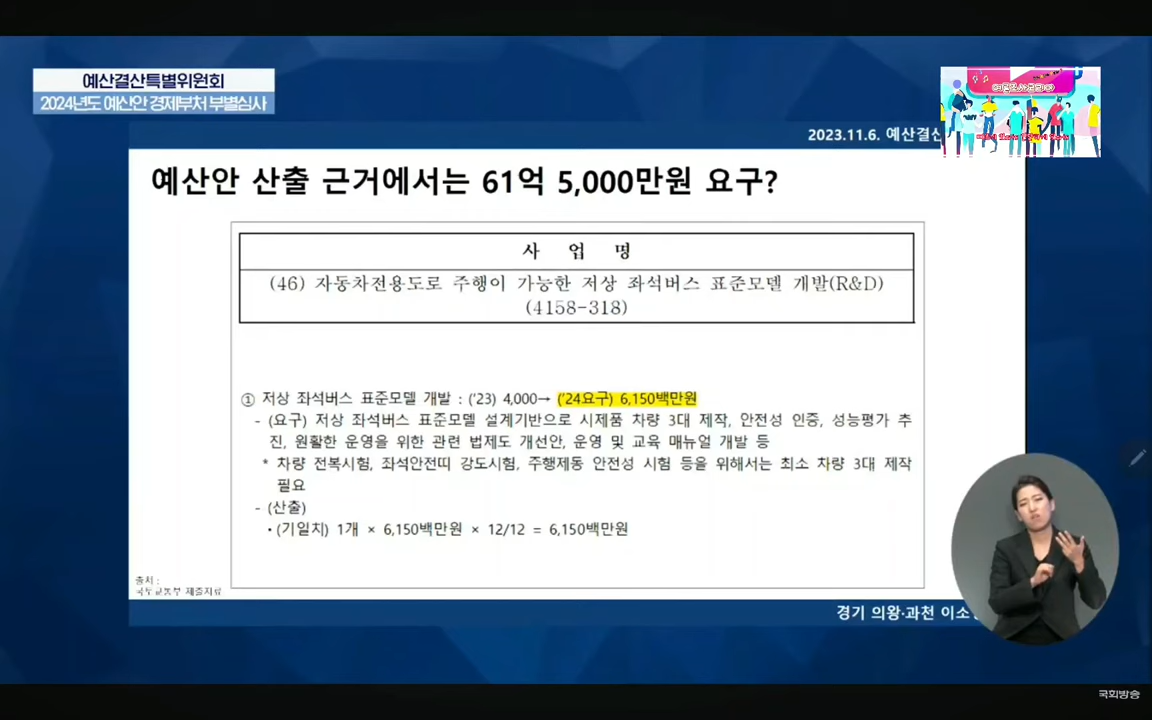 예산결산특별위원회
2024년도 예산안 경제부처 부별심사
2023.11.6. 예산결산
예산안 산출 근거에서는 61억 5,000만원 요구?
사 업 명
(46) 자동차전용도로 주행이 가능한 저상 좌석버스 표준모델 개발(R&D)
(4158-318)
① 저상 좌석버스 표준모델 개발 : ('23) 4,000→ ('24요구) 6,150백만원
- (요구) 저상 좌석버스 표준모델 설계기반으로 시제품 차량 3대 제작, 안전성 인증, 성능평가 추
진, 원활한 운영을 위한 관련 법제도 개선안, 운영 및 교육 매뉴얼 개발 등
* 차량 전복시험, 좌석안전띠 강도시험, 주행제동 안전성 시험 등을 위해서는 최소 차량 3대 제작
필요
- (산출)
• (기일치) 1개 × 6,150백만원 × 12/12 = 6,150백만원
출처 :
국토교통부 제출자료
경기 의왕·과천 이소
국회방송